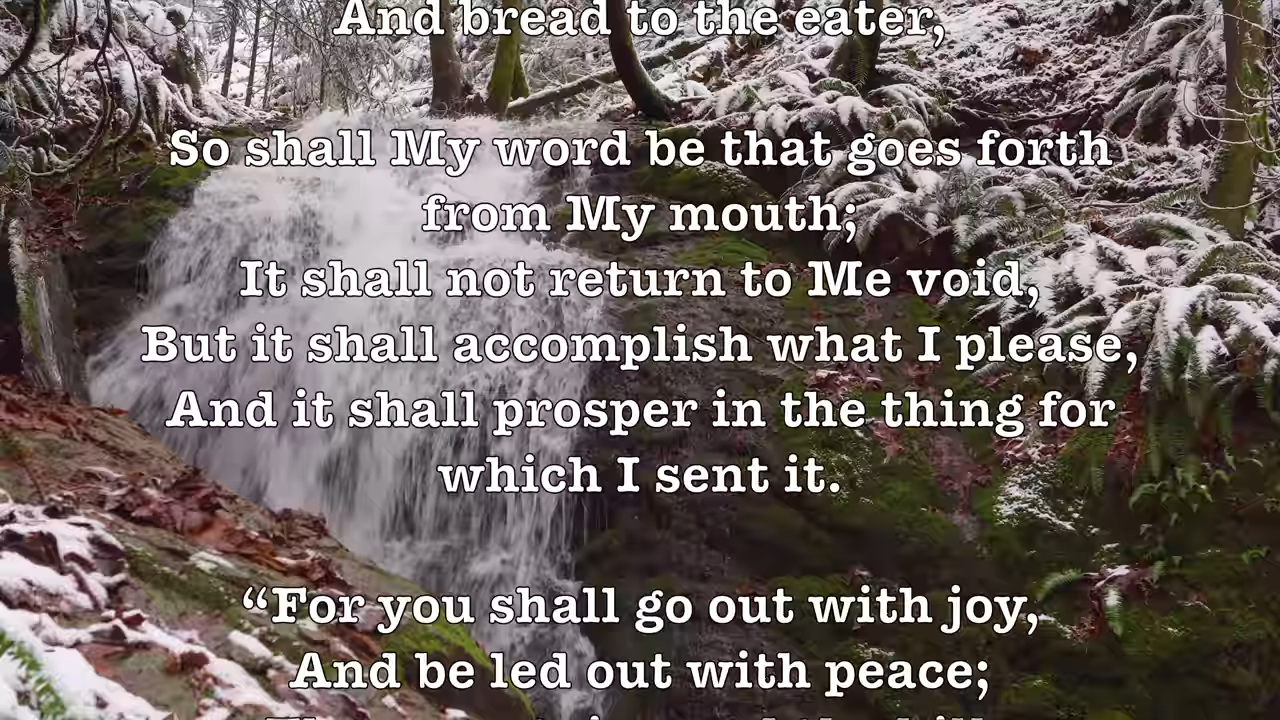 And bread to the eater,
So shall My word be that goes forth
from My mouth;
It shall not return to Me void,
But it shall accomplish what I please,
And it shall prosper in the thing for
which I sent it.
“For you shall go out with joy,
And be led out with peace;